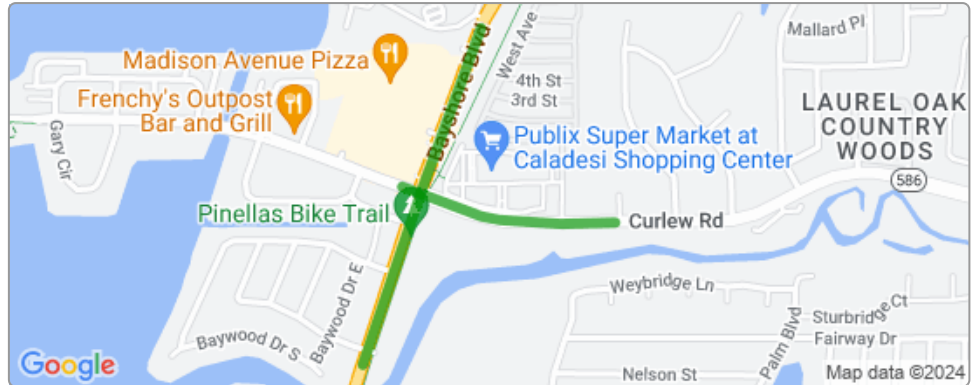 Mallard Pl
Madison Avenue Pizza
Bayshore Blvd
West Ave
4th St
3rd St
Frenchy's Outpost
Bar and Grill
LAUREL OAK
COUNTRY
WOODS
Gary Cir
Publix Super Market at
Caladesi Shopping Center
586
Pinellas Bike Trail
Curlew Rd
Baywood Dr E
Weybridge Ln
Sturbridge Ct
Baywood Dr S
Palm Blvd
Fairway Dr
Google
Nelson St
Map data ©2024